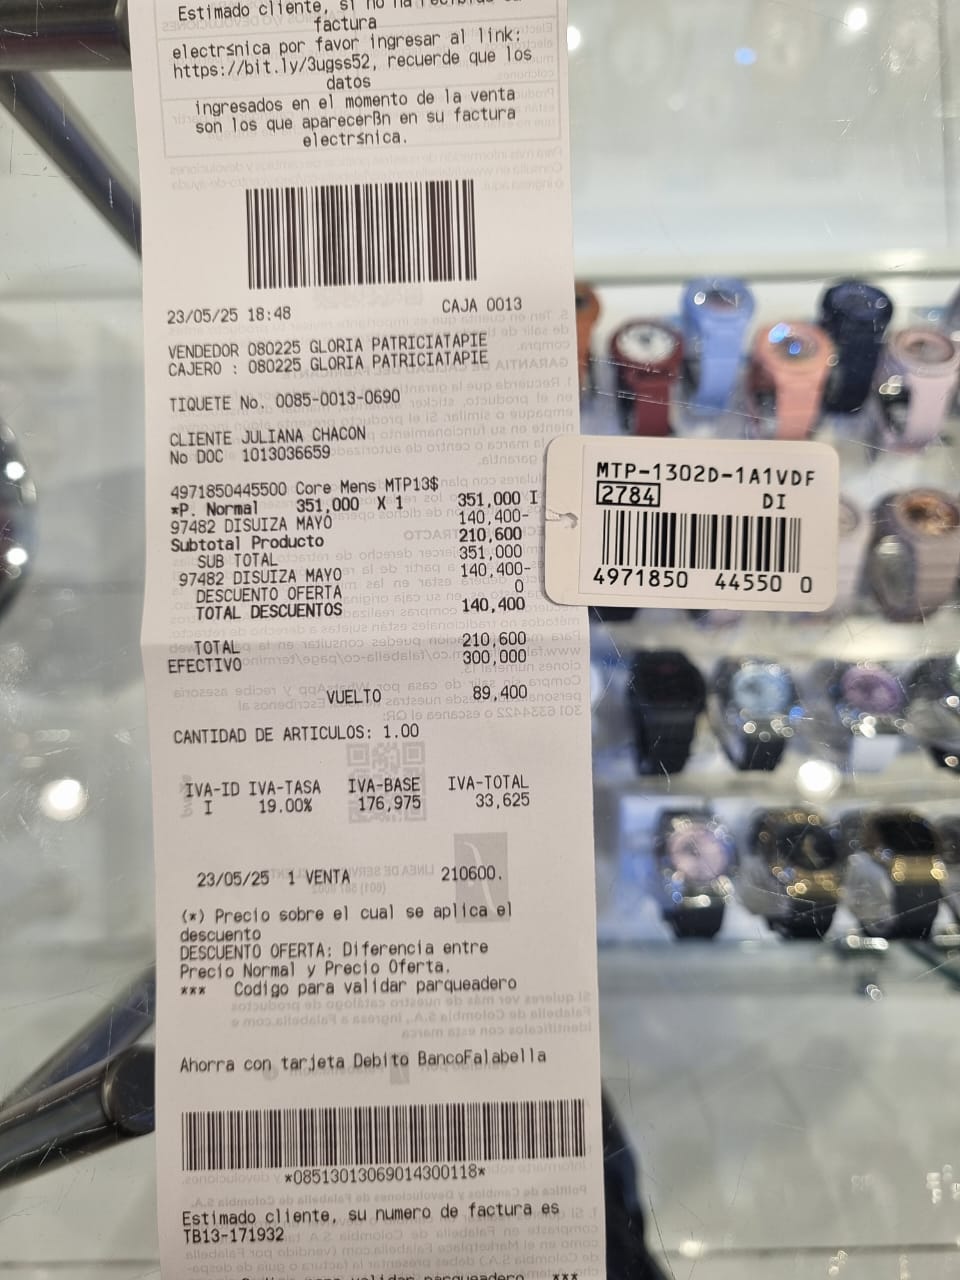 Estimado cliente, si no ha recibido su
factura
electrśnica por favor ingresar al link:
https://bit.ly/3ugss52, recuerde que los
datos
ingresados en el momento de la venta
son los que aparecerßn en su factura
electrśnica.
23/05/25 18:48 CAJA 0013
VENDEDOR 080225 GLORIA PATRICIATAPIE
CAJERO : 080225 GLORIA PATRICIATAPIE
TIQUETE No. 0085-0013-0690
CLIENTE JULIANA CHACON
No DOC 1013036659
4971850445500 Core Mens MTP13$
*P. Normal 351,000 X 1 351,000 I
97482 DISUIZA MAYO 140,400-
Subtotal Producto 210,600
SUB TOTAL 351,000
97482 DISUIZA MAYO 140,400-
DESCUENTO OFERTA 0
TOTAL DESCUENTOS 140,400
TOTAL 210,600
EFECTIVO 300,000
VUELTO 89,400
CANTIDAD DE ARTICULOS: 1.00
IVA-ID IVA-TASA IVA-BASE IVA-TOTAL
I 19.00% 176,975 33,625
23/05/25 1 VENTA 210600.
(*) Precio sobre el cual se aplica el
descuento
DESCUENTO OFERTA: Diferencia entre
Precio Normal y Precio Oferta.
*** Codigo para validar parqueadero
Ahorra con tarjeta Debito BancoFalabella
*08513013069014300118*
Estimado cliente, su numero de factura es
TB13-171932
MTP-1302D-1A1VDF
2784 DI
4971850 44550 0